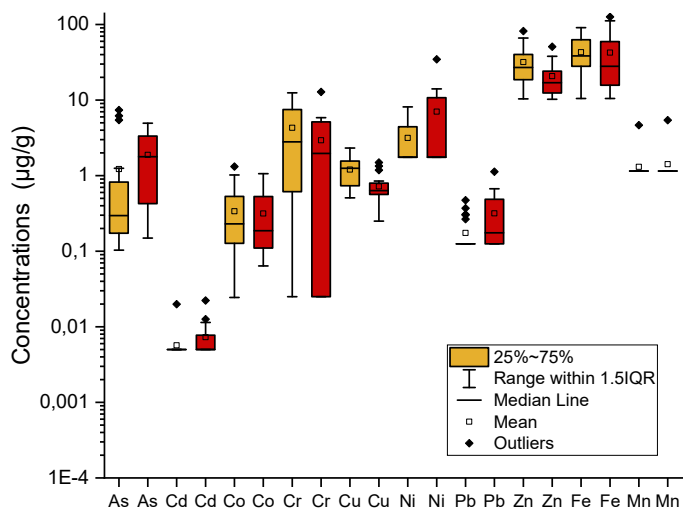 Concentrations (µg/g)
100
10
1
0,1
0,01
0,001
1E-4
25%~75%
Range within 1.5IQR
Median Line
Mean
Outliers
As As Cd Cd Co Co Cr Cr Cu Cu Ni Ni Pb Pb Zn Zn Fe Fe Mn Mn